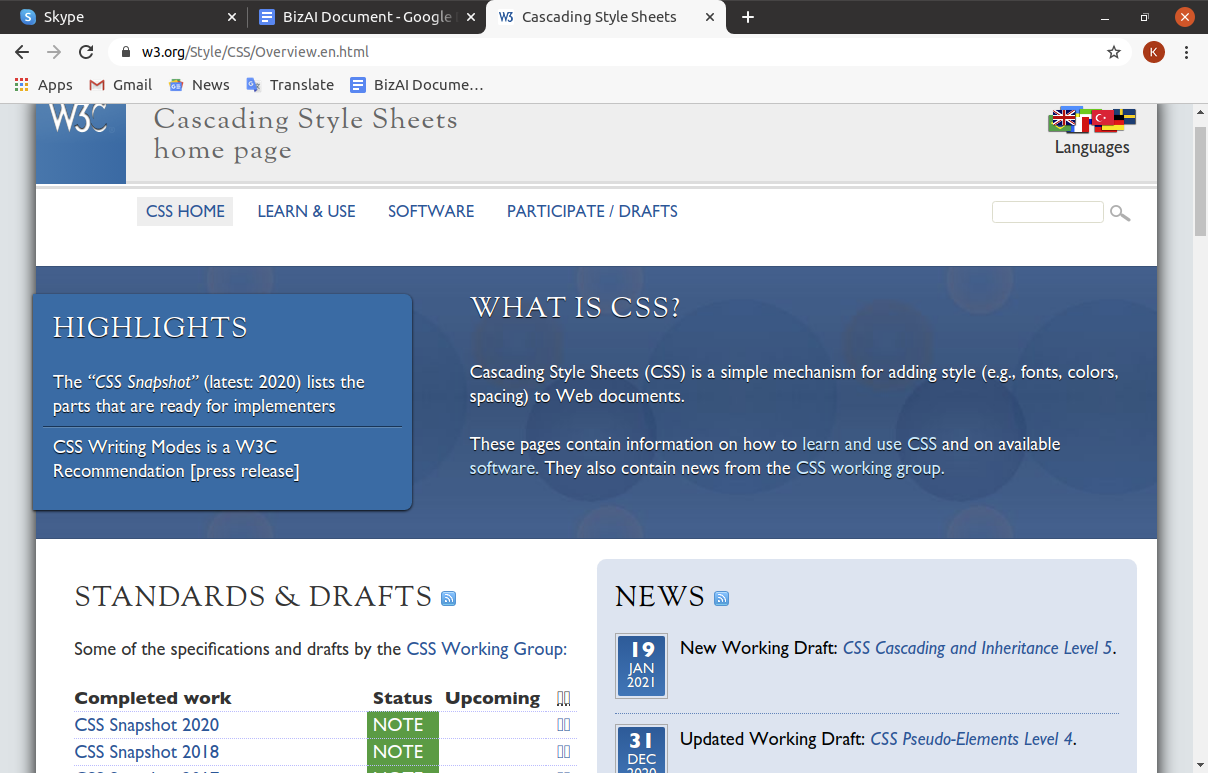 Skype
BizAI Document - Google
Cascading Style Sheets
w3.org/Style/CSS/Overview.en.html
K
Apps
Gmail
News
Translate
BizAI Docume…
W3C
Cascading Style Sheets
home page
Languages
CSS HOME
LEARN & USE
SOFTWARE
PARTICIPATE / DRAFTS
HIGHLIGHTS
The “CSS Snapshot” (latest: 2020) lists the
parts that are ready for implementers
CSS Writing Modes is a W3C
Recommendation [press release]
WHAT IS CSS?
Cascading Style Sheets (CSS) is a simple mechanism for adding style (e.g., fonts, colors,
spacing) to Web documents.
These pages contain information on how to learn and use CSS and on available
software. They also contain news from the CSS working group.
STANDARDS & DRAFTS
Some of the specifications and drafts by the CSS Working Group:
Completed work Status Upcoming
CSS Snapshot 2020 NOTE
CSS Snapshot 2018 NOTE
NEWS
19
JAN
2021
New Working Draft: CSS Cascading and Inheritance Level 5.
31
DEC
2020
Updated Working Draft: CSS Pseudo-Elements Level 4.